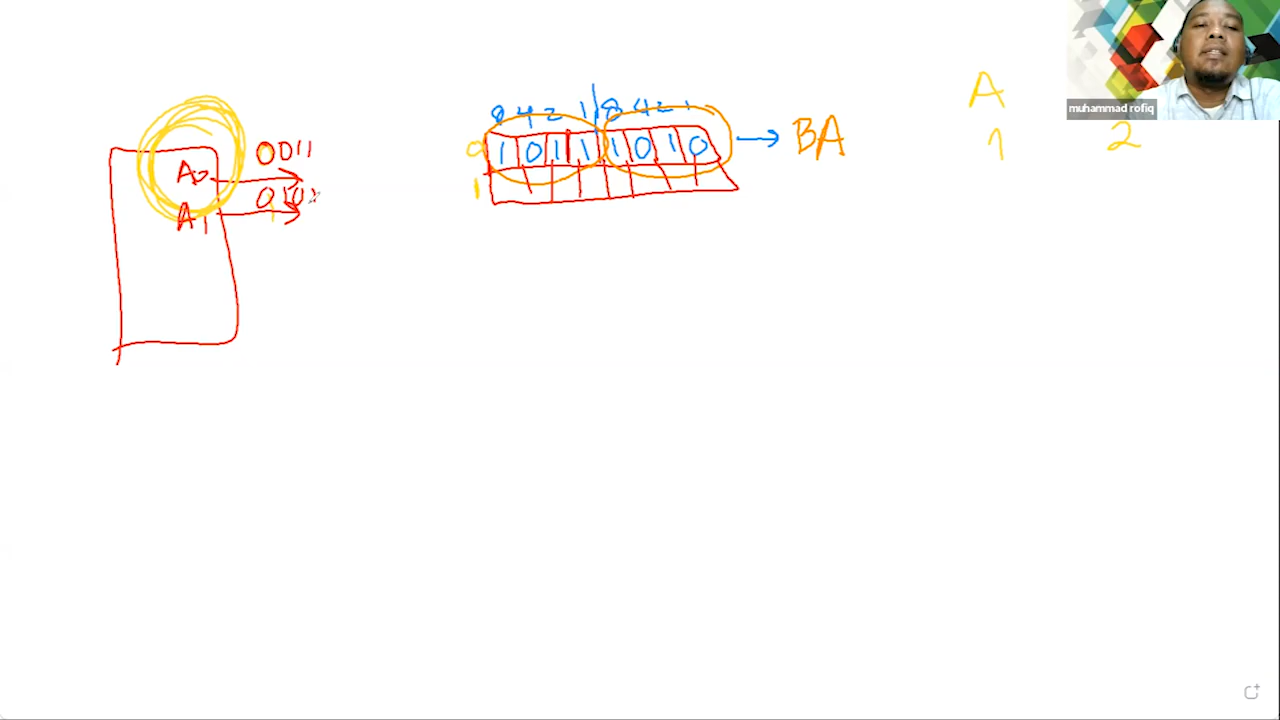 A
muhammad rofiq
1 2
8 4 2 1 8 4 2 1
0 1 0 1 1 1 0 1 0 → BA
1
A0 0011
A1